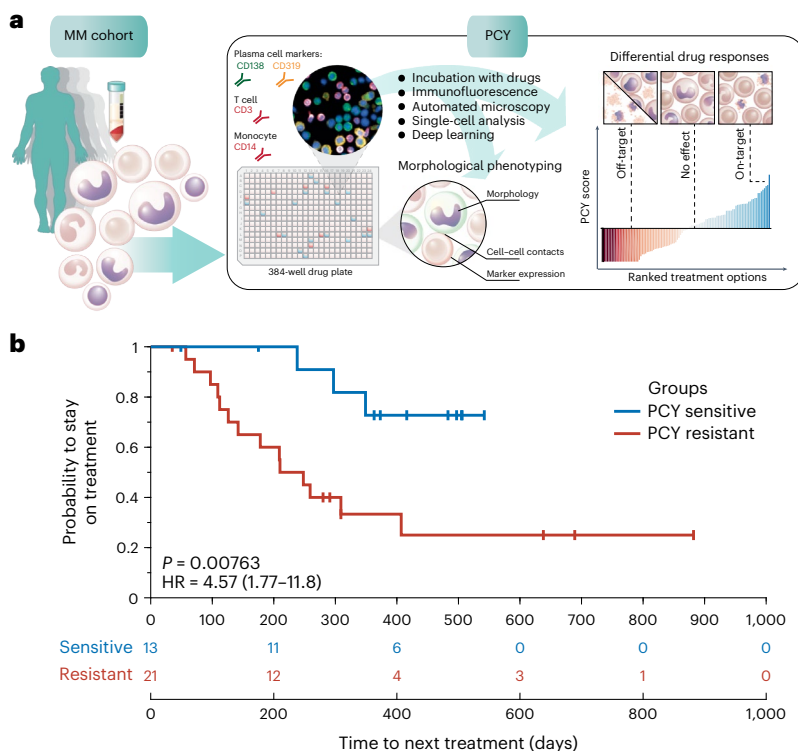 a
MM cohort
PCY
Plasma cell markers:
CD138 CD319
T cell
CD3
Monocyte
CD14
384-well drug plate
● Incubation with drugs
● Immunofluorescence
● Automated microscopy
● Single-cell analysis
● Deep learning
Morphological phenotyping
Morphology
Cell–cell contacts
Marker expression
Differential drug responses
Off-target
No effect
On-target
PCY score
Ranked treatment options
b
Probability to stay
on treatment
1
0.8
0.6
0.4
0.2
0
Groups
PCY sensitive
PCY resistant
P = 0.00763
HR = 4.57 (1.77–11.8)
0 100 200 300 400 500 600 700 800 900 1,000
Sensitive 13 11 6 0 0 0
Resistant 21 12 4 3 1 0
0 200 400 600 800 1,000
Time to next treatment (days)